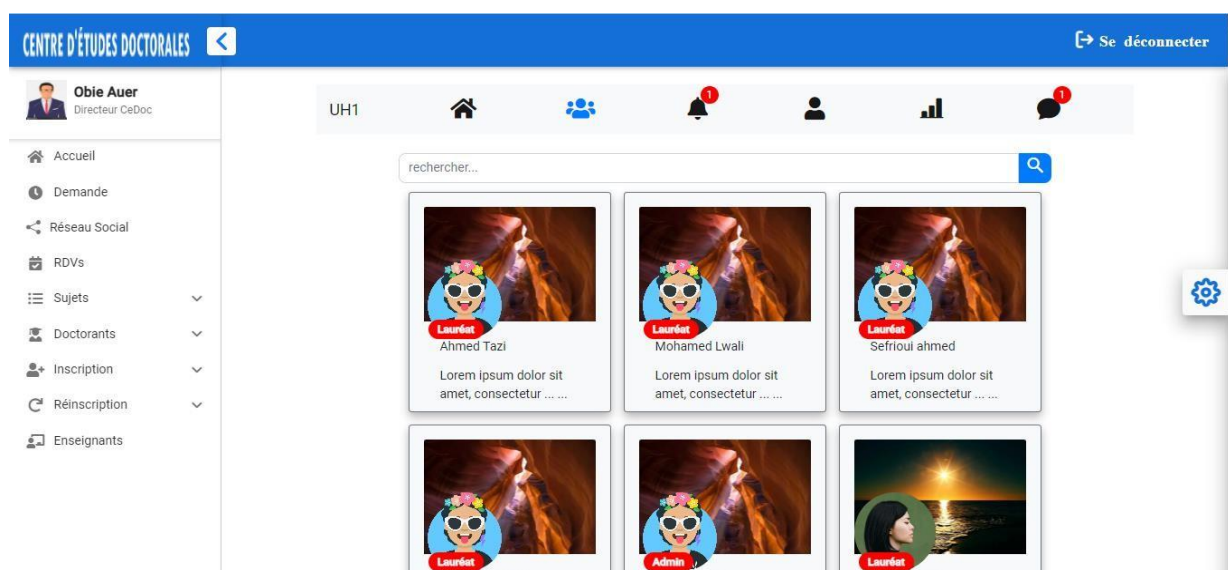 CENTRE D'ÉTUDES DOCTORALES
Se déconnecter
Obie Auer
Directeur CeDoc
UH1
1
1
Accueil
Demande
Réseau Social
RDVs
Sujets
Doctorants
Inscription
Réinscription
Enseignants
rechercher...
Lauréat
Ahmed Tazi
Lorem ipsum dolor sit
amet, consectetur ... ...
Lauréat
Mohamed Lwali
Lorem ipsum dolor sit
amet, consectetur ... ...
Lauréat
Sefrioui ahmed
Lorem ipsum dolor sit
amet, consectetur ... ...
Lauréat
Admin
Lauréat